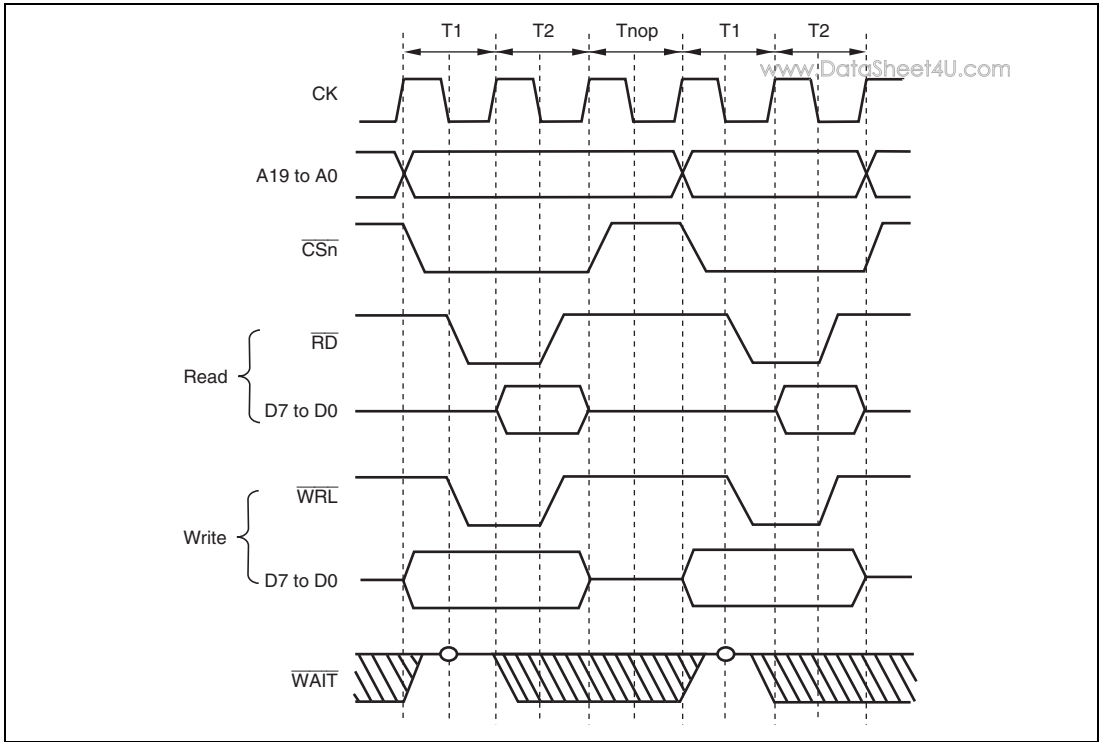 T1 T2 Tnop T1 T2
www.DataSheet4U.com
CK
A19 to A0
CSn
RD
Read
D7 to D0
WRL
Write
D7 to D0
WAIT